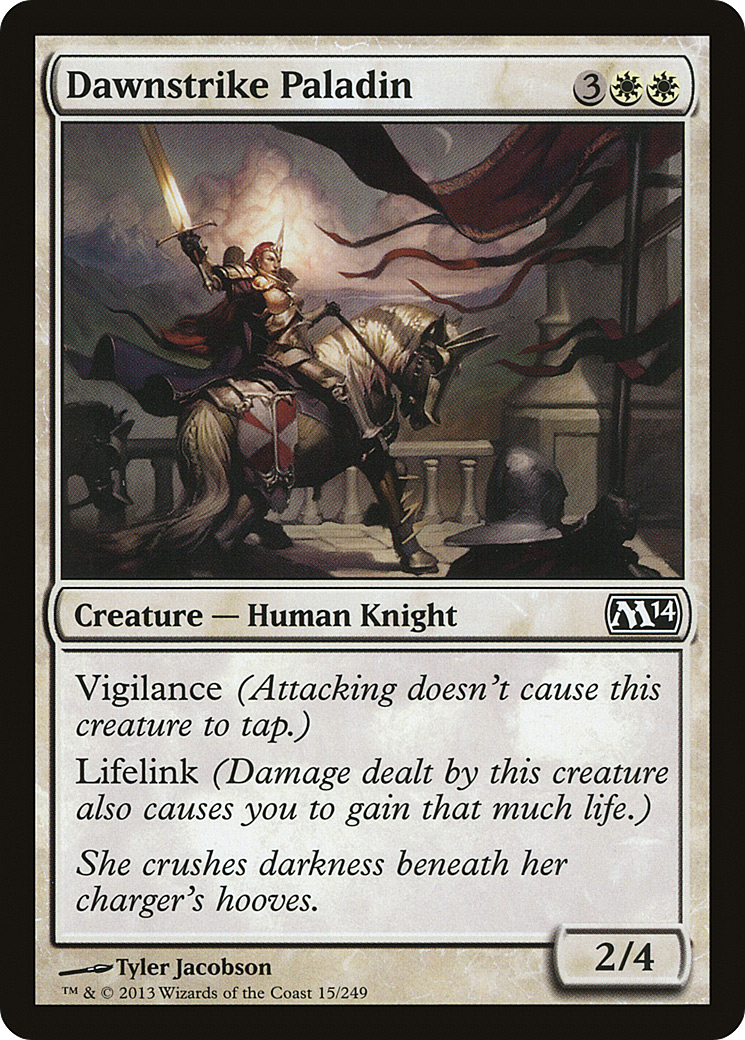 Dawnstrike Paladin 3
Creature — Human Knight M14
Vigilance (Attacking doesn't cause this
creature to tap.)
Lifelink (Damage dealt by this creature
also causes you to gain that much life.)
She crushes darkness beneath her
charger's hooves.
2/4
Tyler Jacobson
™ & © 2013 Wizards of the Coast 15/249